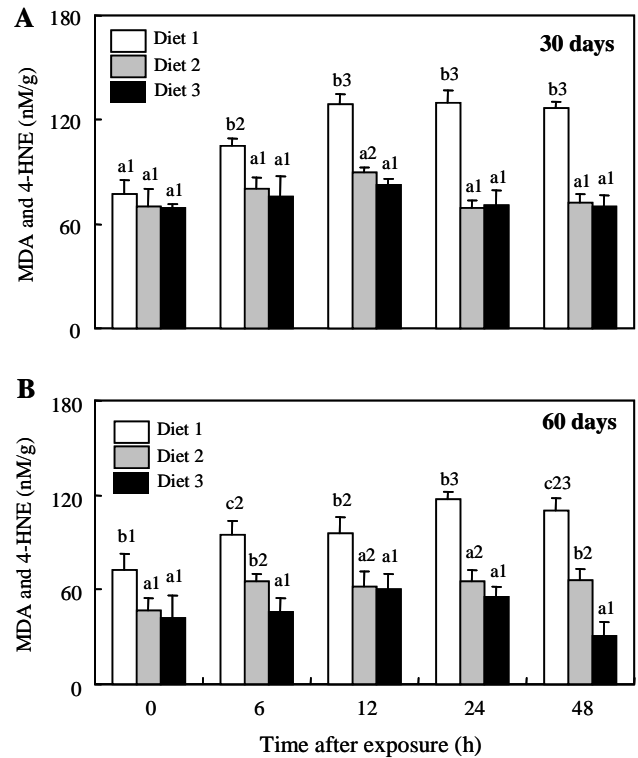 A
180
120
60
0
MDA and 4-HNE (nM/g)
Diet 1
Diet 2
Diet 3
30 days
a1 a1 a1
b2 a1 a1
b3 a2 a1
b3 a1 a1
b3 a1 a1
B
180
120
60
0
MDA and 4-HNE (nM/g)
Diet 1
Diet 2
Diet 3
60 days
b1 a1 a1
c2 b2 a1
b2 a2 a1
b3 a2 a1
c23 b2 a1
0 6 12 24 48
Time after exposure (h)